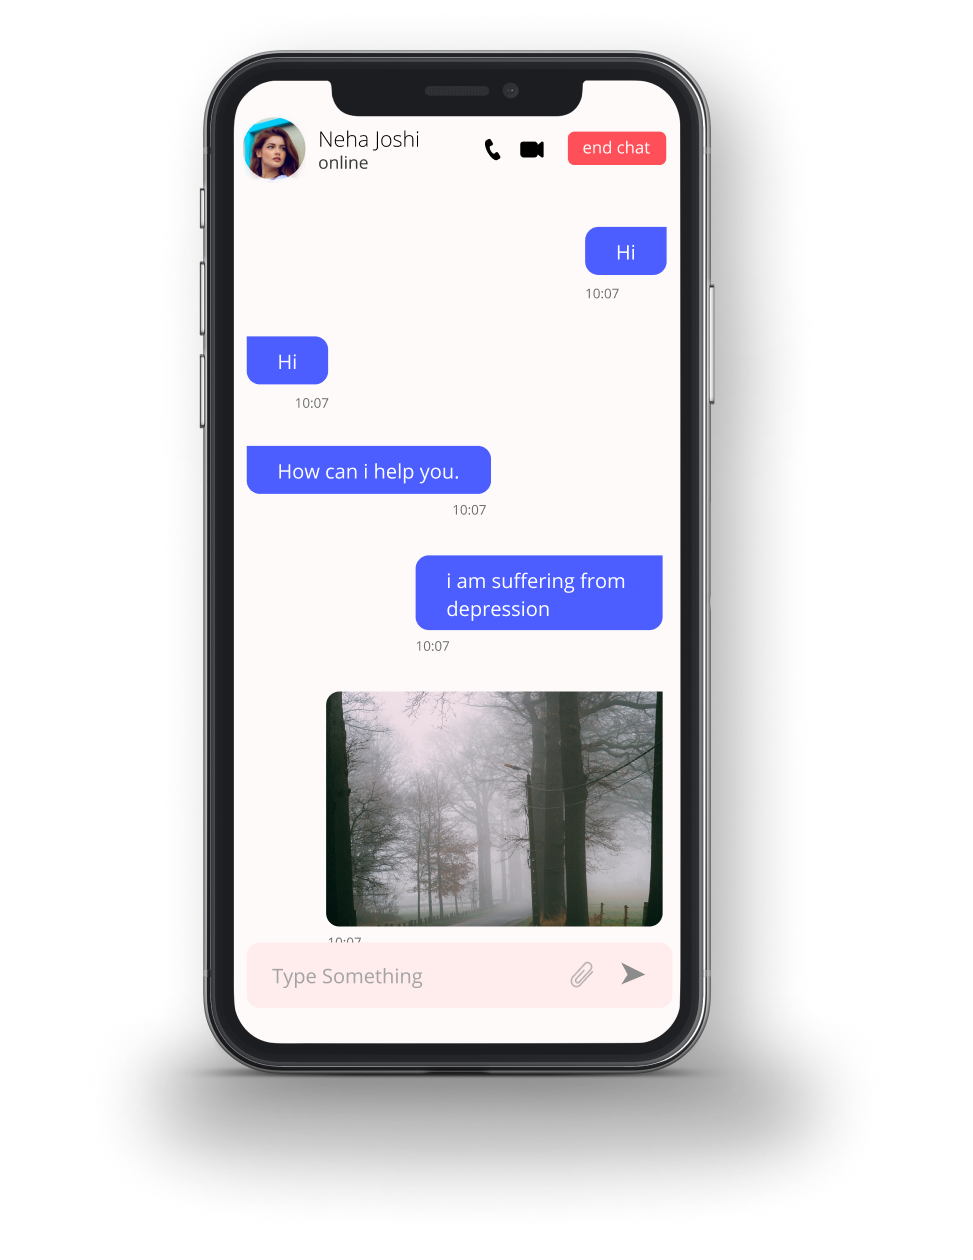 Neha Joshi
online
end chat
Hi
10:07
Hi
10:07
How can i help you.
10:07
i am suffering from
depression
10:07
10:07
Type Something